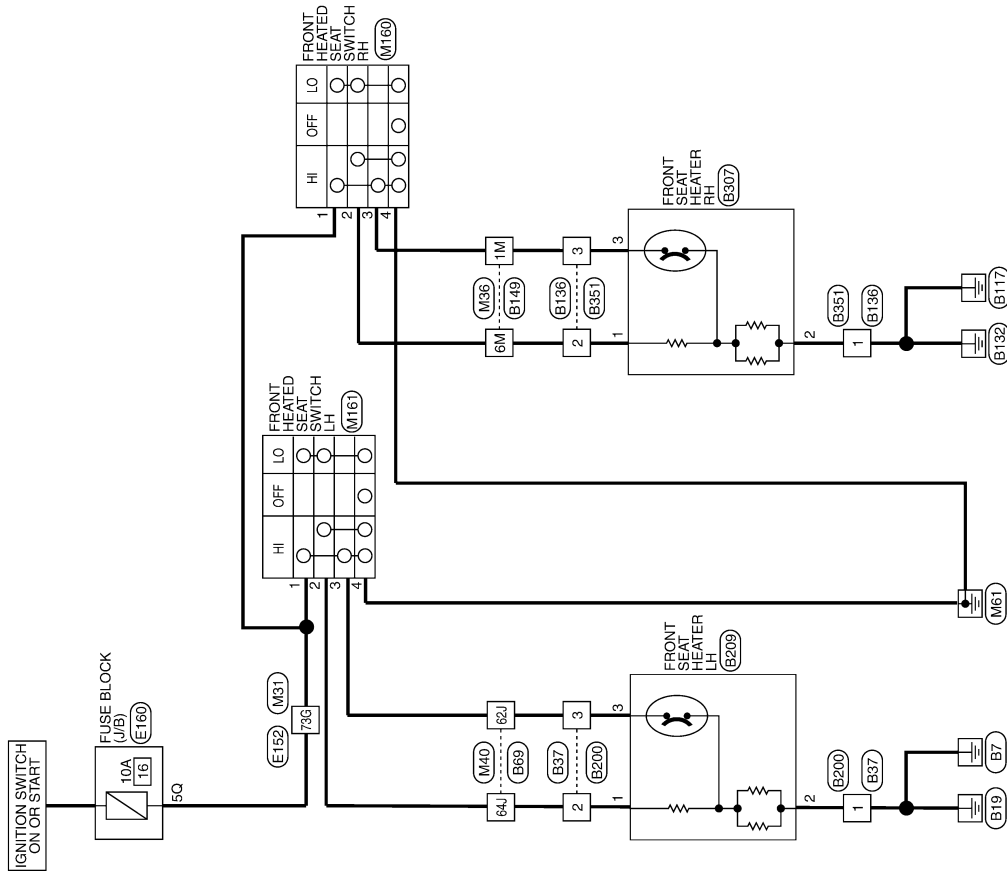 IGNITION SWITCH
ON OR START
FUSE BLOCK
(J/B)
E160
10A
16
5Q
E152
M31
73G
FRONT
HEATED
SEAT
SWITCH
RH
M160
HI
OFF
LO
1
2
3
4
FRONT
HEATED
SEAT
SWITCH
LH
M161
HI
OFF
LO
1
2
3
4
M36
B149
6M
1M
B136
B351
2
3
FRONT
SEAT
HEATER
RH
B307
1
3
2
B351
B136
1
B132
B117
M40
B69
64J
62J
B37
B200
2
3
FRONT
SEAT
HEATER
LH
B209
1
3
2
B200
B37
1
B19
B7
M61